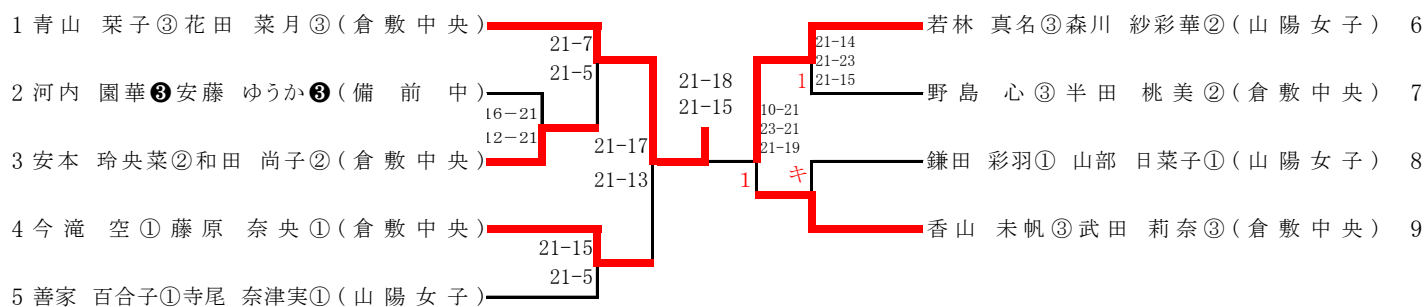 1 青山 栞子③花田 菜月③(倉敷中央)
21-7
21-5
2 河内 園華❸安藤 ゆうか❸(備前中)
16-21
12-21
3 安本 玲央菜②和田 尚子②(倉敷中央)
21-17
21-13
4 今滝 空①藤原 奈央①(倉敷中央)
21-15
21-5
5 善家 百合子①寺尾 奈津実①(山陽女子)
21-18
21-15
若林 真名③森川 紗彩華②(山陽女子) 6
21-14
21-23
21-15
1
野島 心③半田 桃美②(倉敷中央) 7
10-21
23-21
21-19
1
鎌田 彩羽① 山部 日菜子①(山陽女子) 8
キ
香山 未帆③武田 莉奈③(倉敷中央) 9